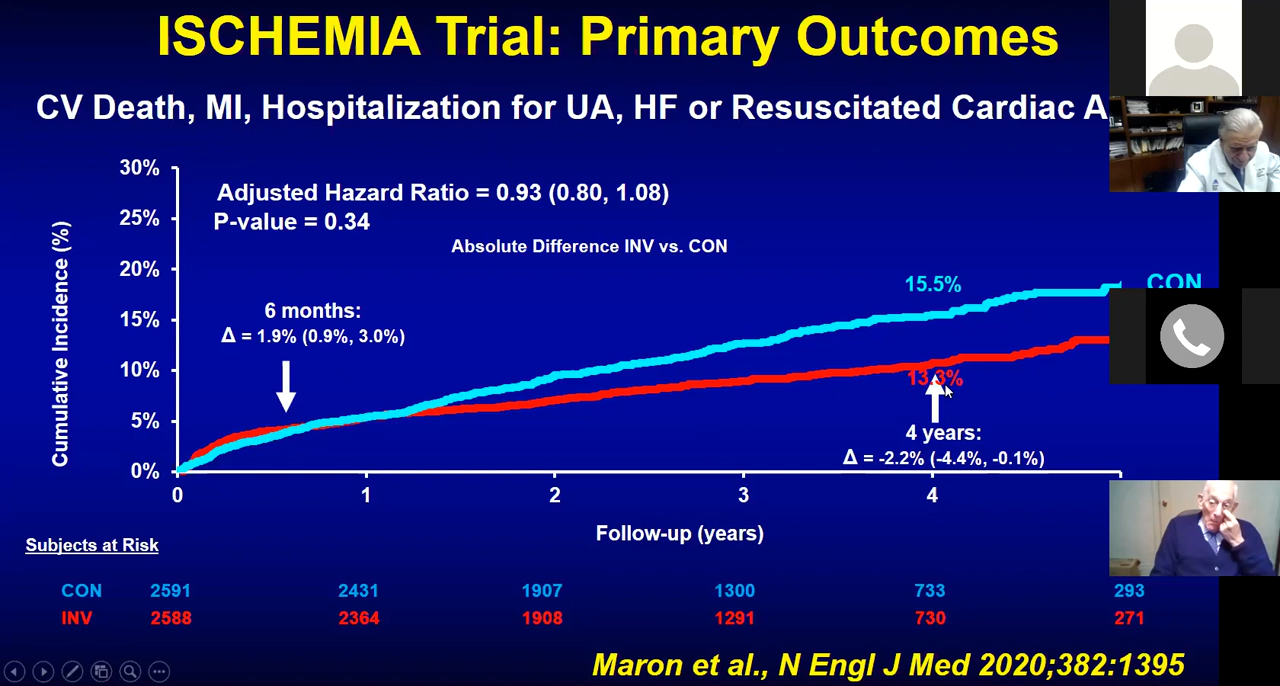 ISCHEMIA Trial: Primary Outcomes
CV Death, MI, Hospitalization for UA, HF or Resuscitated Cardiac A
30%
25%
20%
15%
10%
5%
0%
Cumulative Incidence (%)
Adjusted Hazard Ratio = 0.93 (0.80, 1.08)
P-value = 0.34
Absolute Difference INV vs. CON
6 months:
Δ = 1.9% (0.9%, 3.0%)
15.5%
CON
13.3%
4 years:
Δ = -2.2% (-4.4%, -0.1%)
0 1 2 3 4
Follow-up (years)
Subjects at Risk
CON 2591 2431 1907 1300 733 293
INV 2588 2364 1908 1291 730 271
Maron et al., N Engl J Med 2020;382:1395